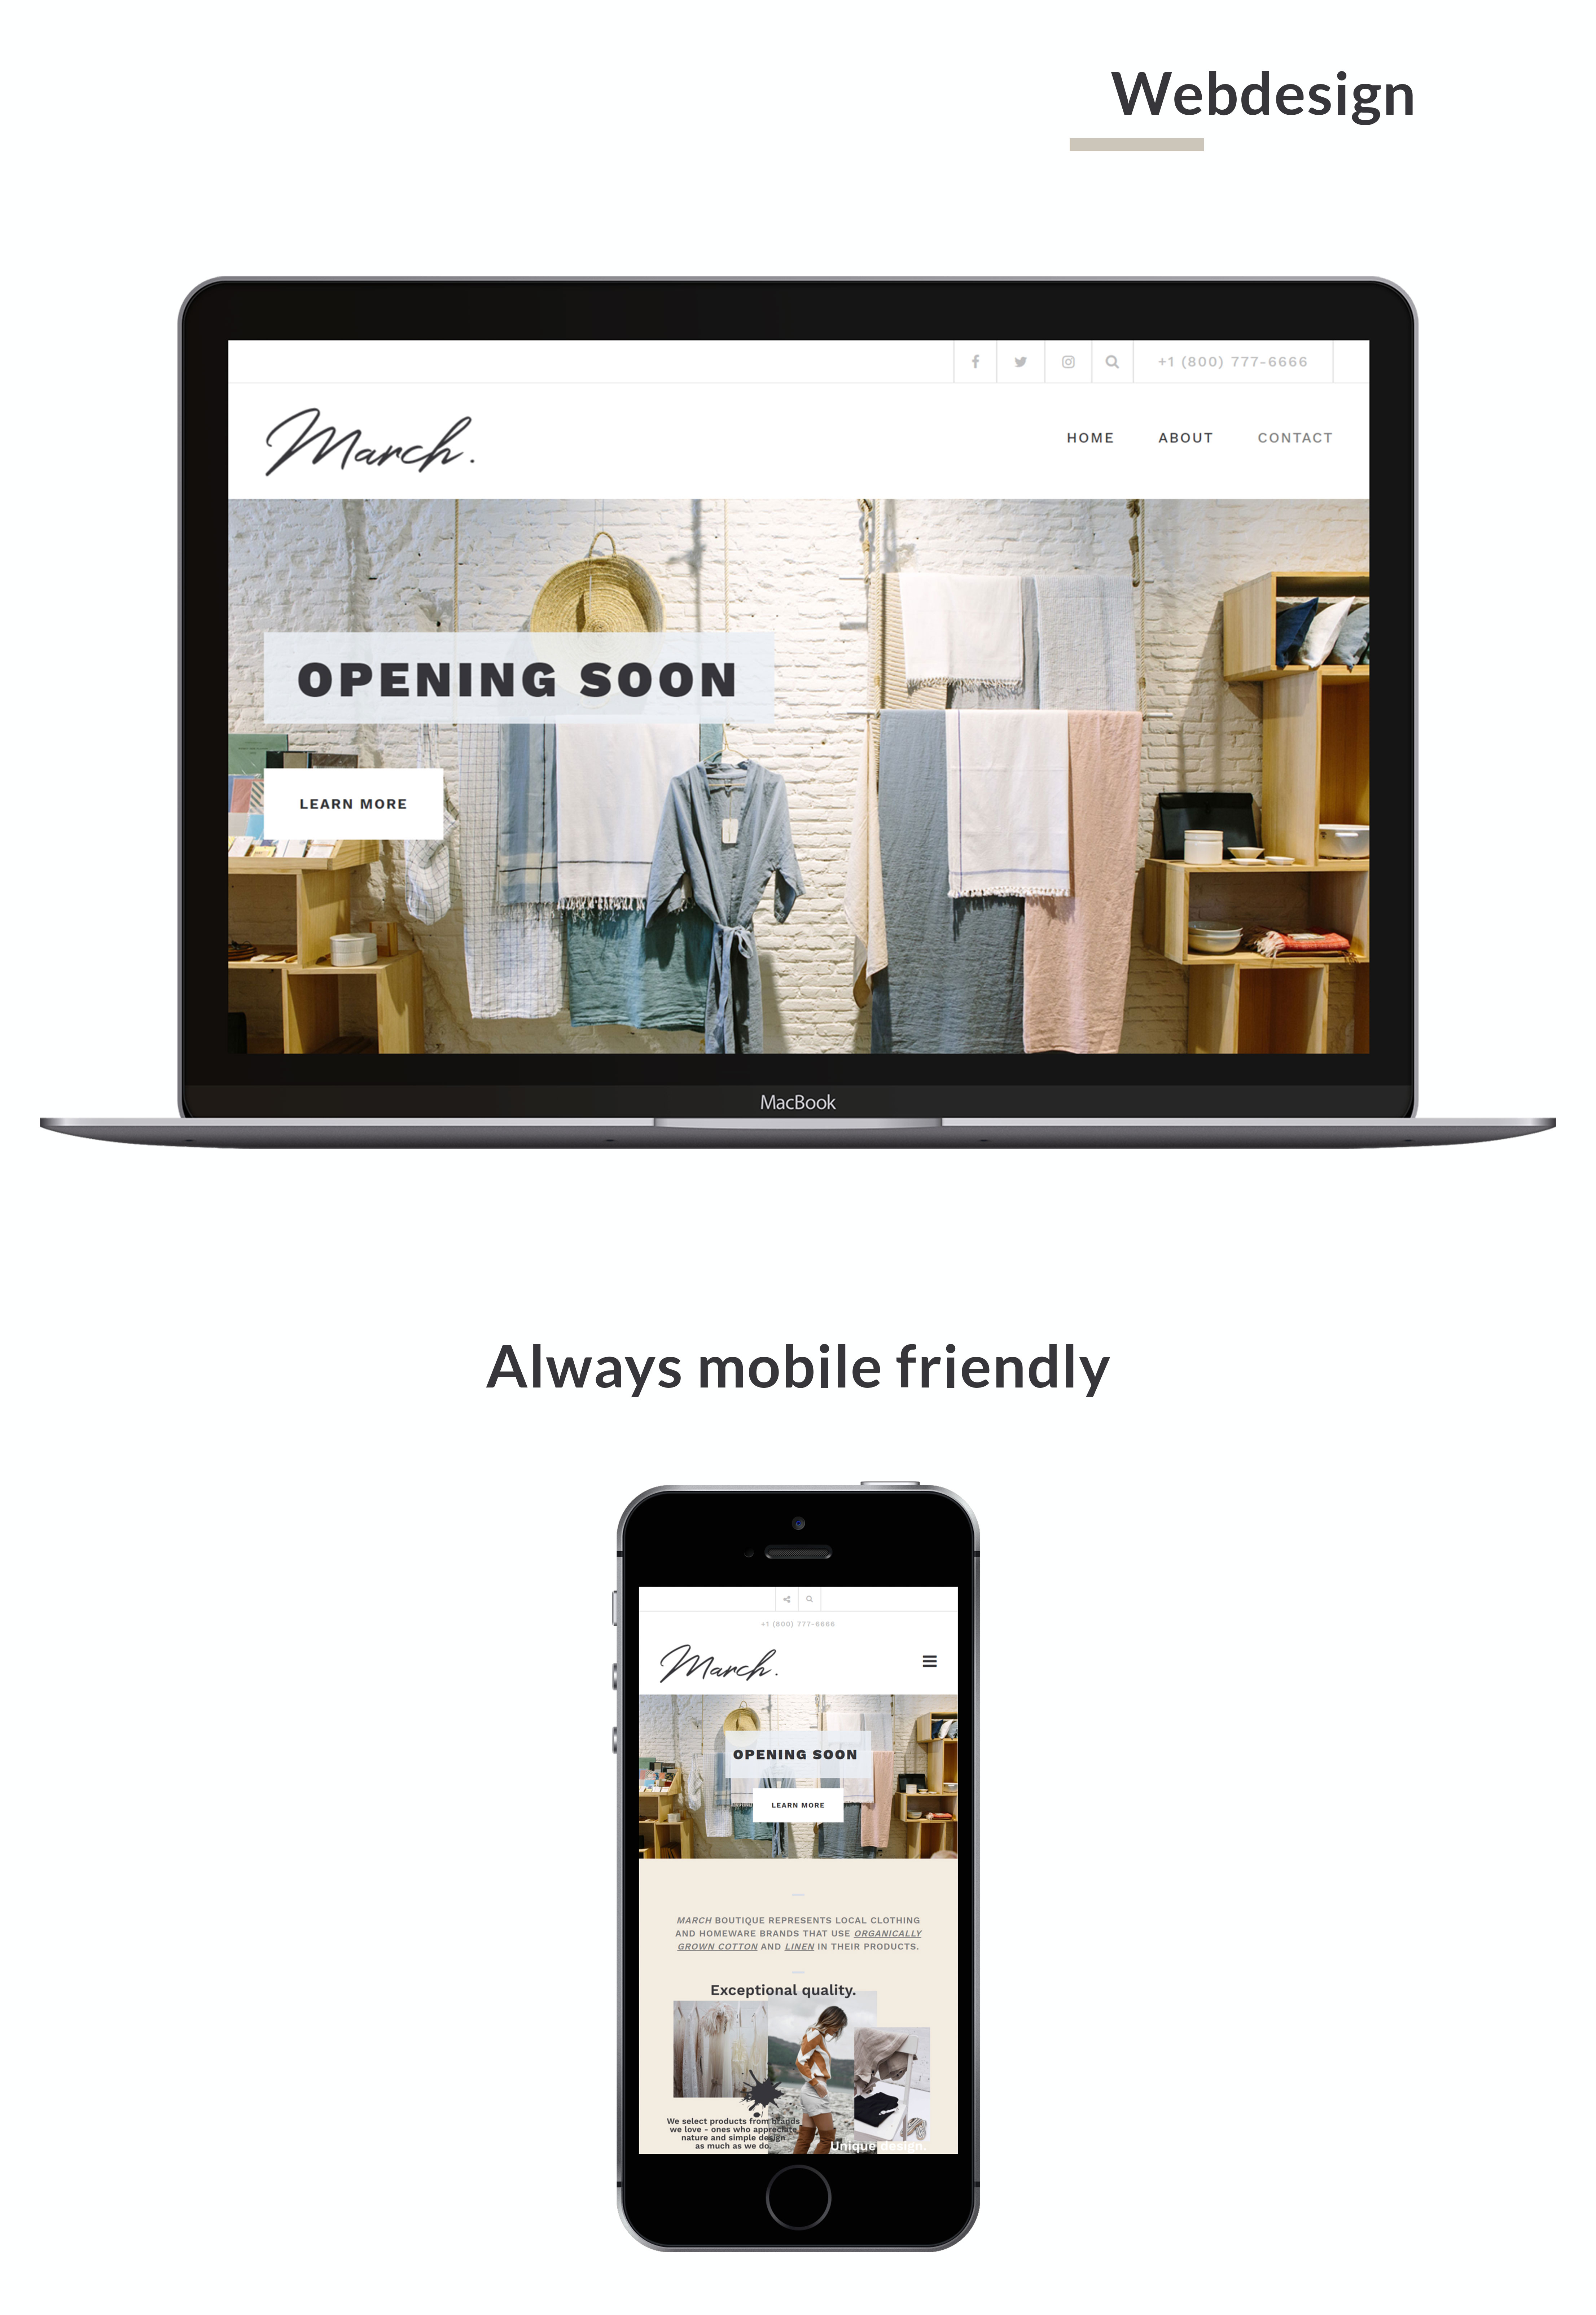 Webdesign
+1 (800) 777-6666
March.
HOME ABOUT CONTACT
OPENING SOON
LEARN MORE
MacBook
Always mobile friendly
+1 (800) 777-6666
March.
OPENING SOON
LEARN MORE
MARCH BOUTIQUE REPRESENTS LOCAL CLOTHING
AND HOMEWARE BRANDS THAT USE ORGANICALLY
GROWN COTTON AND LINEN IN THEIR PRODUCTS.
Exceptional quality.
We select products from brands
we love - ones who appreciate
nature and simple design
as much as we do.
Unique design.